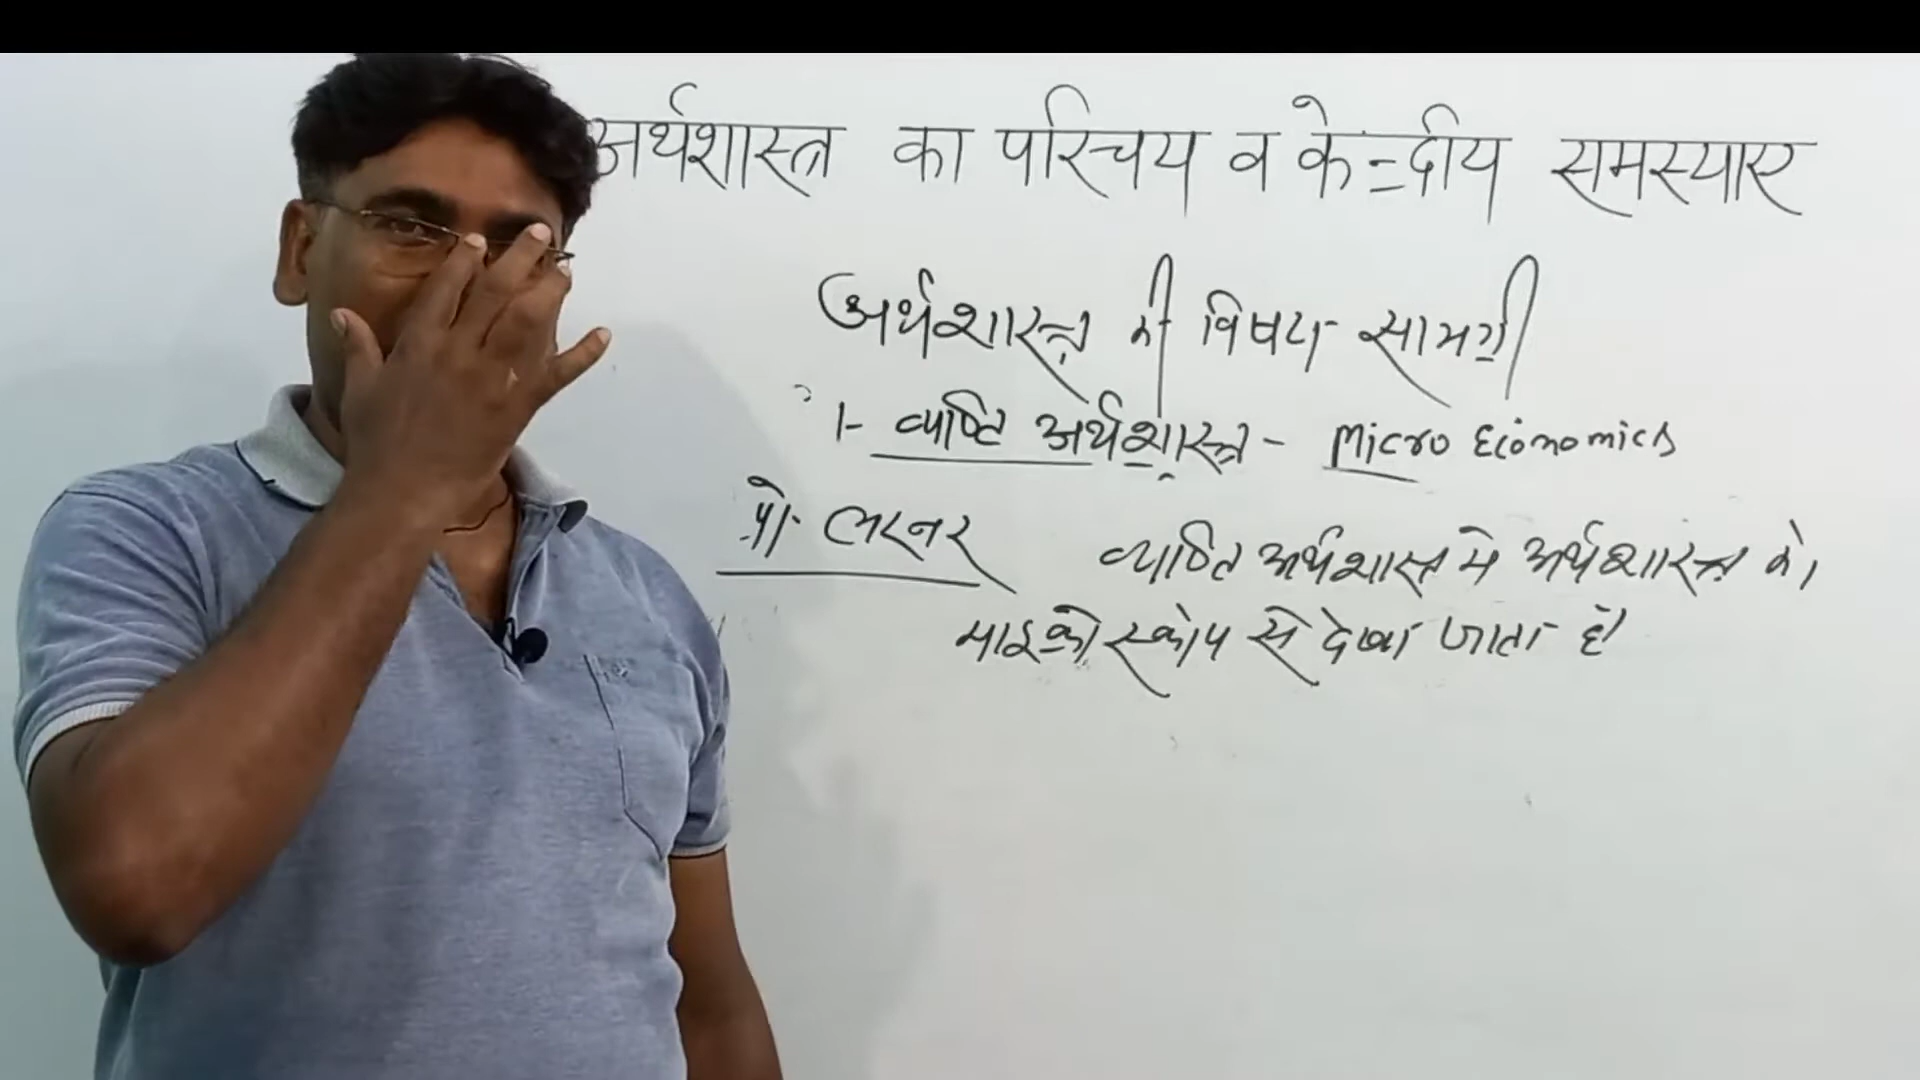 अर्थशास्त्र का परिचय व केन्द्रीय समस्याए
अर्थशास्त्र की विषय सामग्री
1- व्यष्टि अर्थशास्त्र - Micro Economics
प्रो. लरनर
व्यष्टि अर्थशास्त्र मे अर्थशास्त्र को
माइक्रोस्कोप से देखा जाता है